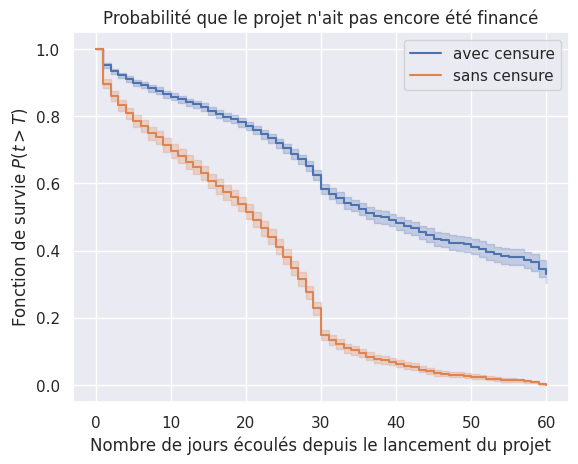 Probabilité que le projet n'ait pas encore été financé
avec censure
sans censure
Fonction de survie P(t > T)
1.0
0.8
0.6
0.4
0.2
0.0
0 10 20 30 40 50 60
Nombre de jours écoulés depuis le lancement du projet